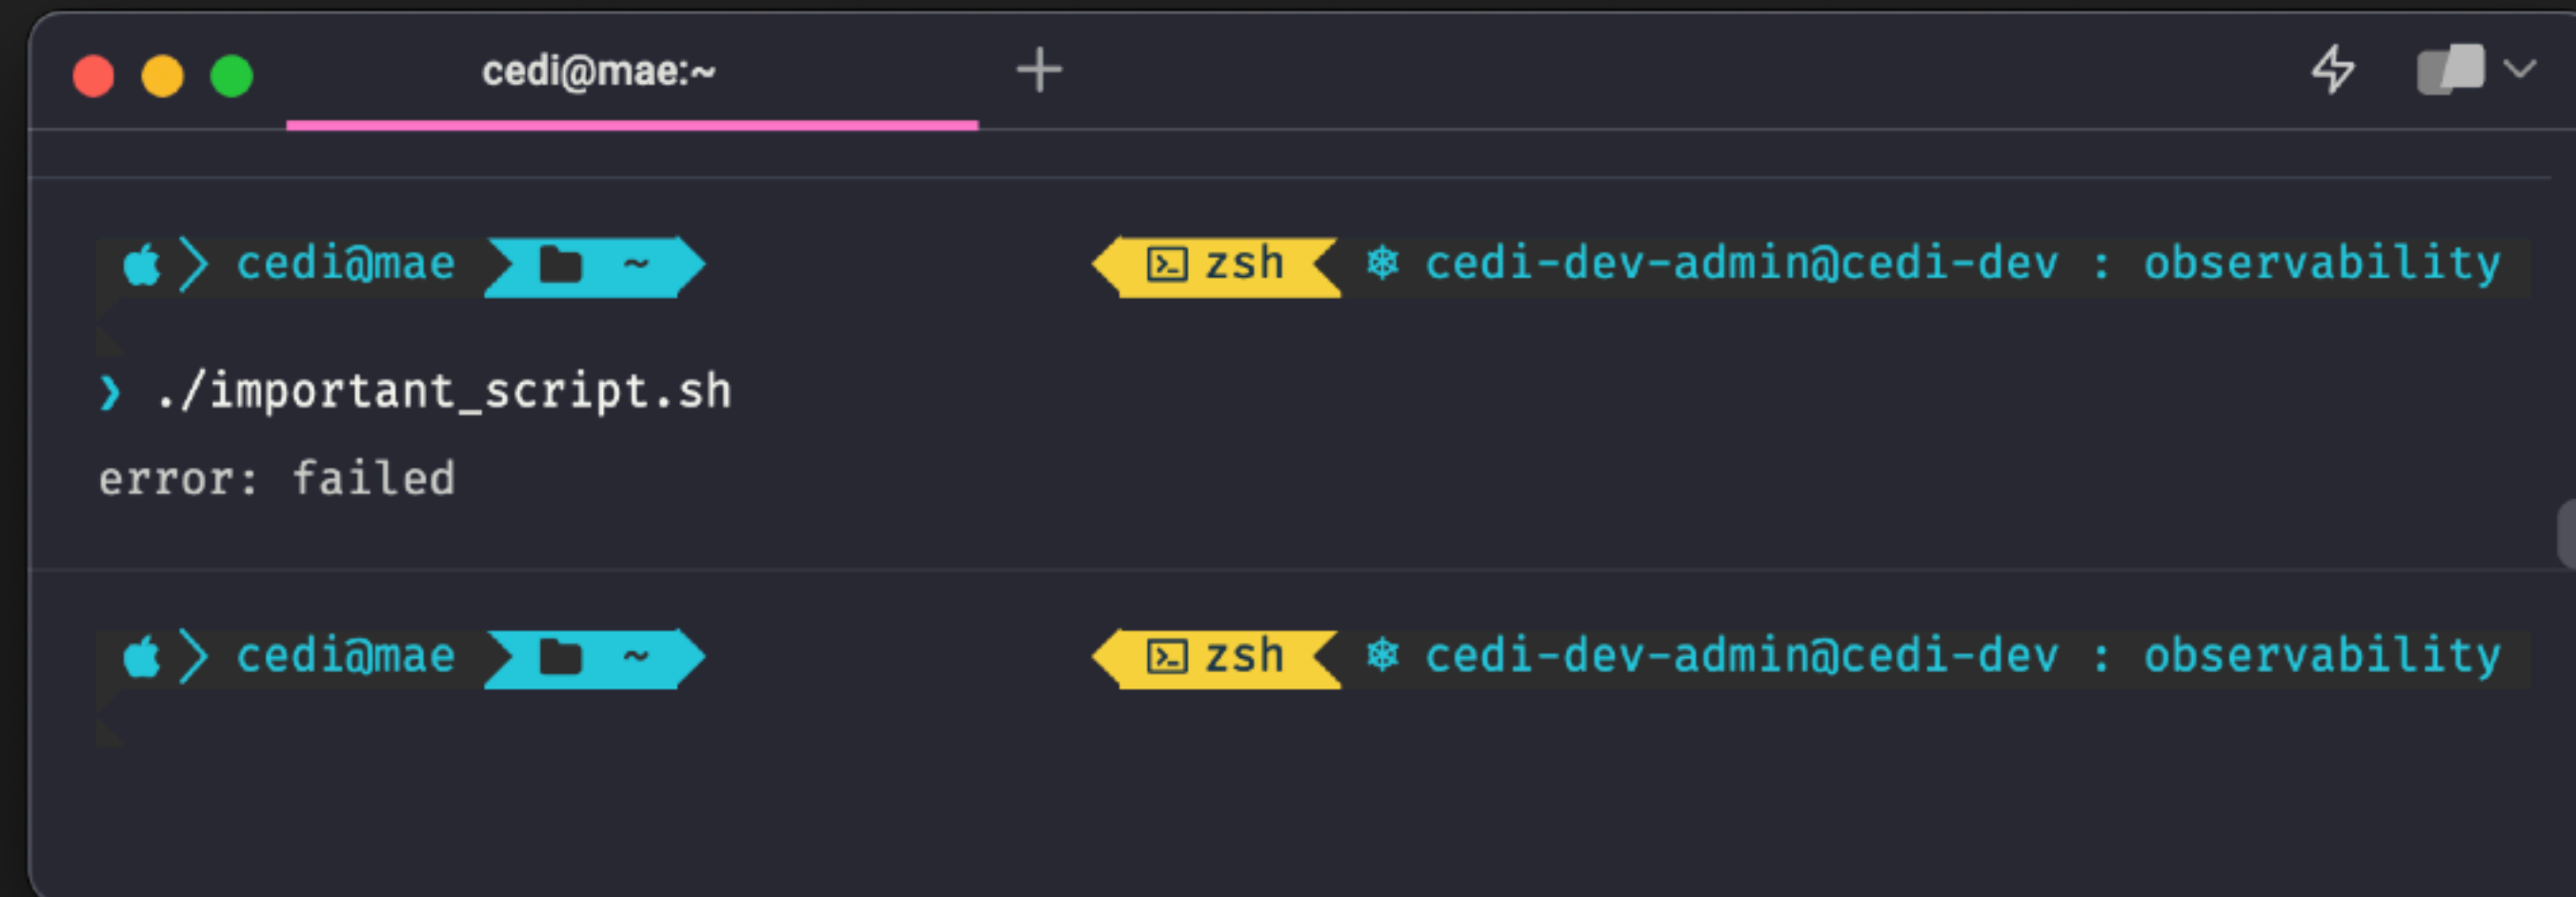 cedi@mae:~
cedi@mae ~ zsh cedi-dev-admin@cedi-dev : observability
❯ ./important_script.sh
error: failed
cedi@mae ~ zsh cedi-dev-admin@cedi-dev : observability